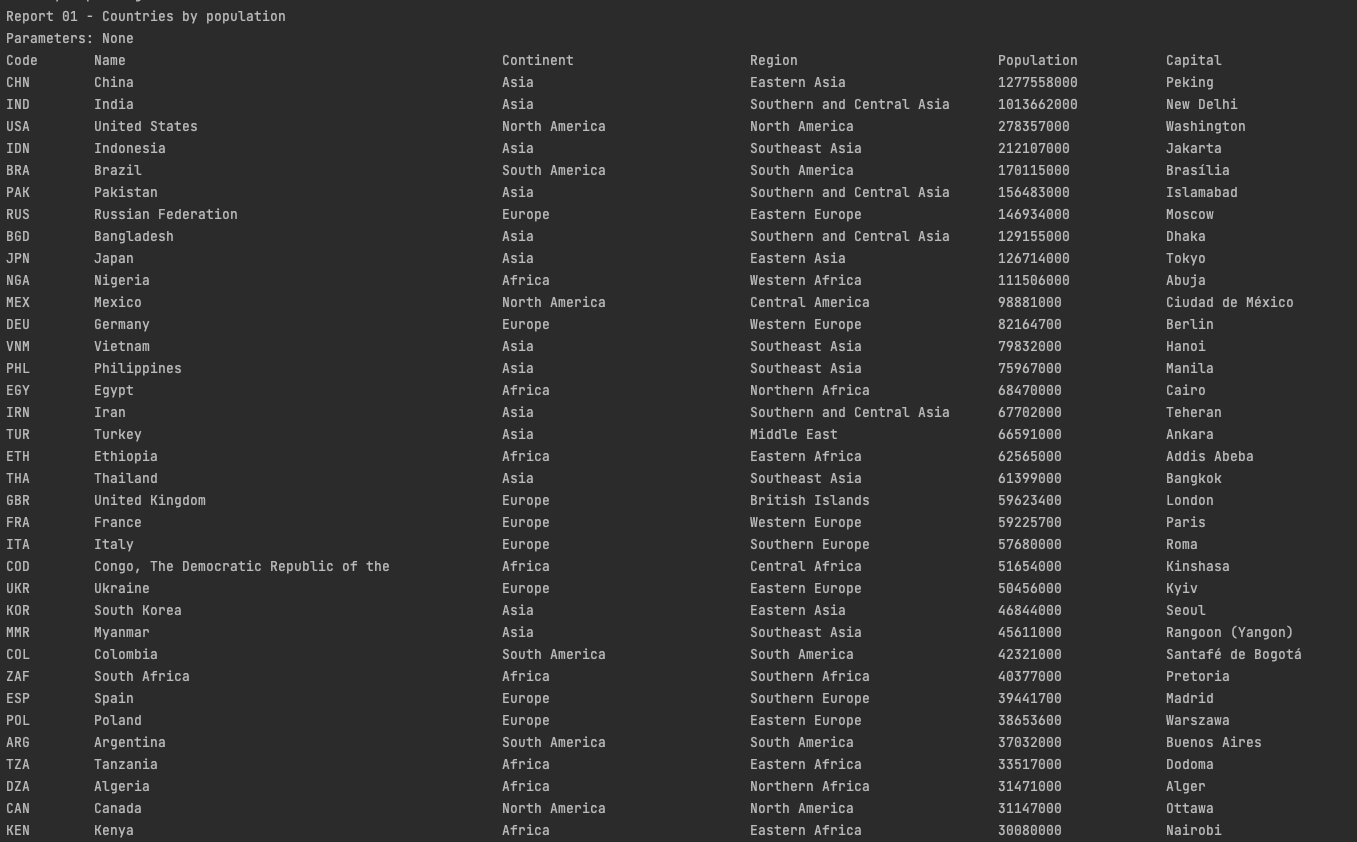 Report 01 - Countries by population
Parameters: None
Code Name Continent Region Population Capital
CHN China Asia Eastern Asia 1277558000 Peking
IND India Asia Southern and Central Asia 1013662000 New Delhi
USA United States North America North America 278357000 Washington
IDN Indonesia Asia Southeast Asia 212107000 Jakarta
BRA Brazil South America South America 170115000 Brasília
PAK Pakistan Asia Southern and Central Asia 156483000 Islamabad
RUS Russian Federation Europe Eastern Europe 146934000 Moscow
BGD Bangladesh Asia Southern and Central Asia 129155000 Dhaka
JPN Japan Asia Eastern Asia 126714000 Tokyo
NGA Nigeria Africa Western Africa 111506000 Abuja
MEX Mexico North America Central America 98881000 Ciudad de México
DEU Germany Europe Western Europe 82164700 Berlin
VNM Vietnam Asia Southeast Asia 79832000 Hanoi
PHL Philippines Asia Southeast Asia 75967000 Manila
EGY Egypt Africa Northern Africa 68470000 Cairo
IRN Iran Asia Southern and Central Asia 67702000 Teheran
TUR Turkey Asia Middle East 66591000 Ankara
ETH Ethiopia Africa Eastern Africa 62565000 Addis Abeba
THA Thailand Asia Southeast Asia 61399000 Bangkok
GBR United Kingdom Europe British Islands 59623400 London
FRA France Europe Western Europe 59225700 Paris
ITA Italy Europe Southern Europe 57680000 Roma
COD Congo, The Democratic Republic of the Africa Central Africa 51654000 Kinshasa
UKR Ukraine Europe Eastern Europe 50456000 Kyiv
KOR South Korea Asia Eastern Asia 46844000 Seoul
MMR Myanmar Asia Southeast Asia 45611000 Rangoon (Yangon)
COL Colombia South America South America 42321000 Santafé de Bogotá
ZAF South Africa Africa Southern Africa 40377000 Pretoria
ESP Spain Europe Southern Europe 39441700 Madrid
POL Poland Europe Eastern Europe 38653600 Warszawa
ARG Argentina South America South America 37032000 Buenos Aires
TZA Tanzania Africa Eastern Africa 33517000 Dodoma
DZA Algeria Africa Northern Africa 31471000 Alger
CAN Canada North America North America 31147000 Ottawa
KEN Kenya Africa Eastern Africa 30080000 Nairobi